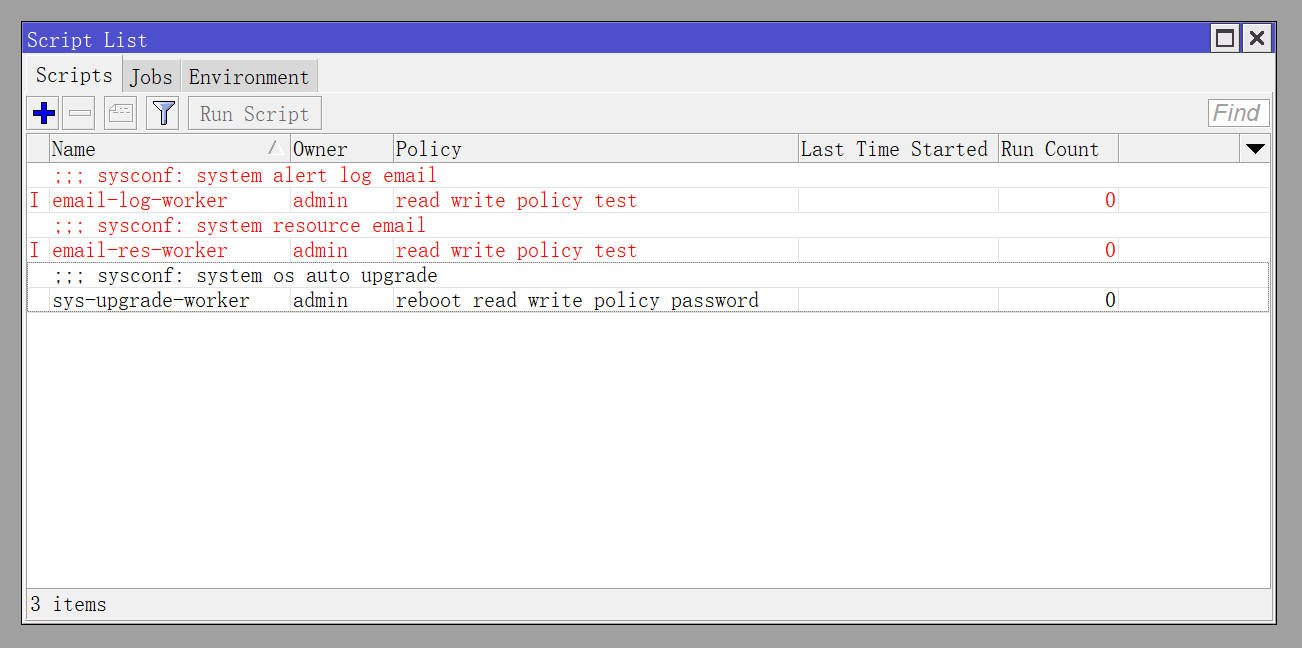 Script List
Scripts Jobs Environment
Run Script Find
Name Owner Policy Last Time Started Run Count
;;; sysconf: system alert log email
I email-log-worker admin read write policy test 0
;;; sysconf: system resource email
I email-res-worker admin read write policy test 0
;;; sysconf: system os auto upgrade
sys-upgrade-worker admin reboot read write policy password 0
3 items